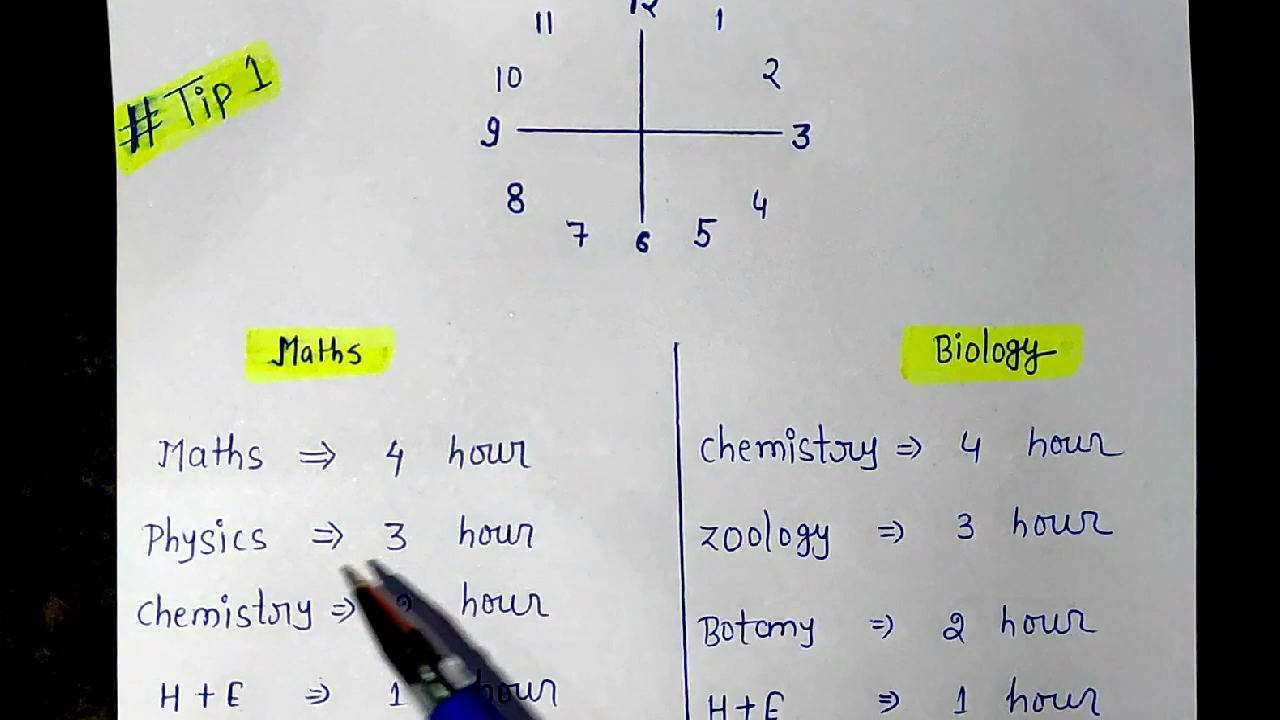 12
11 1
#Tip 1
10 2
9 3
8 4
7 6 5
Maths Biology
Maths ⇒ 4 hour
Chemistry ⇒ 4 hour
Physics ⇒ 3 hour
Zoology ⇒ 3 hour
Chemistry ⇒ hour
Botany ⇒ 2 hour
H + E ⇒ 1 hour
H+E ⇒ 1 hour